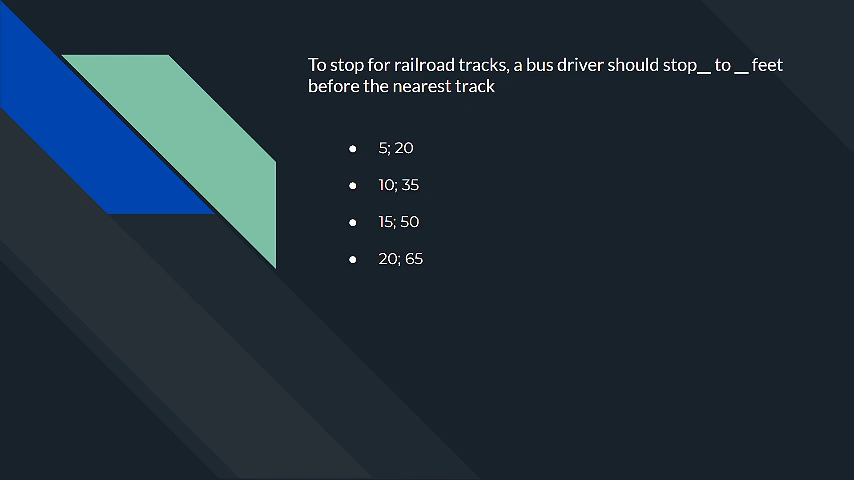 To stop for railroad tracks, a bus driver should stop__ to __ feet
before the nearest track
● 5; 20
● 10; 35
● 15; 50
● 20; 65